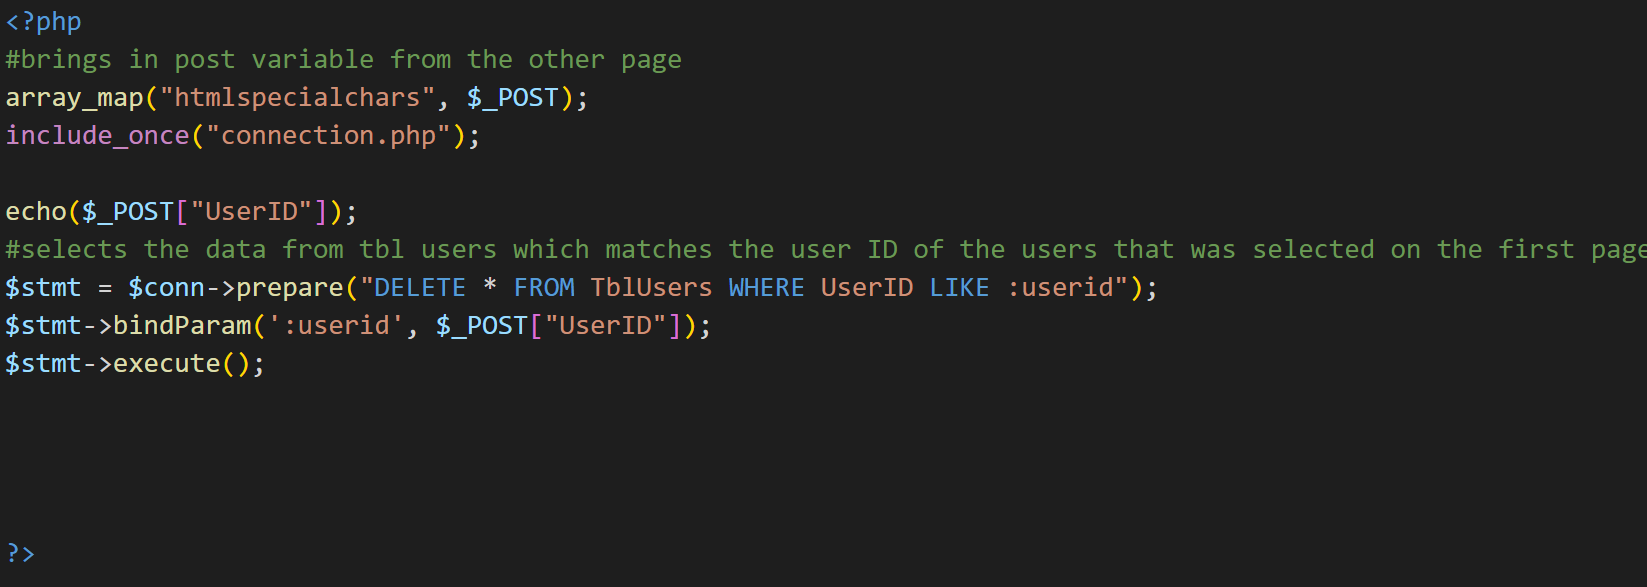 <?php
#brings in post variable from the other page
array_map("htmlspecialchars", $_POST);
include_once("connection.php");
echo($_POST["UserID"]);
#selects the data from tbl users which matches the user ID of the users that was selected on the first page
$stmt = $conn->prepare("DELETE * FROM TblUsers WHERE UserID LIKE :userid");
$stmt->bindParam(':userid', $_POST["UserID"]);
$stmt->execute();
?>